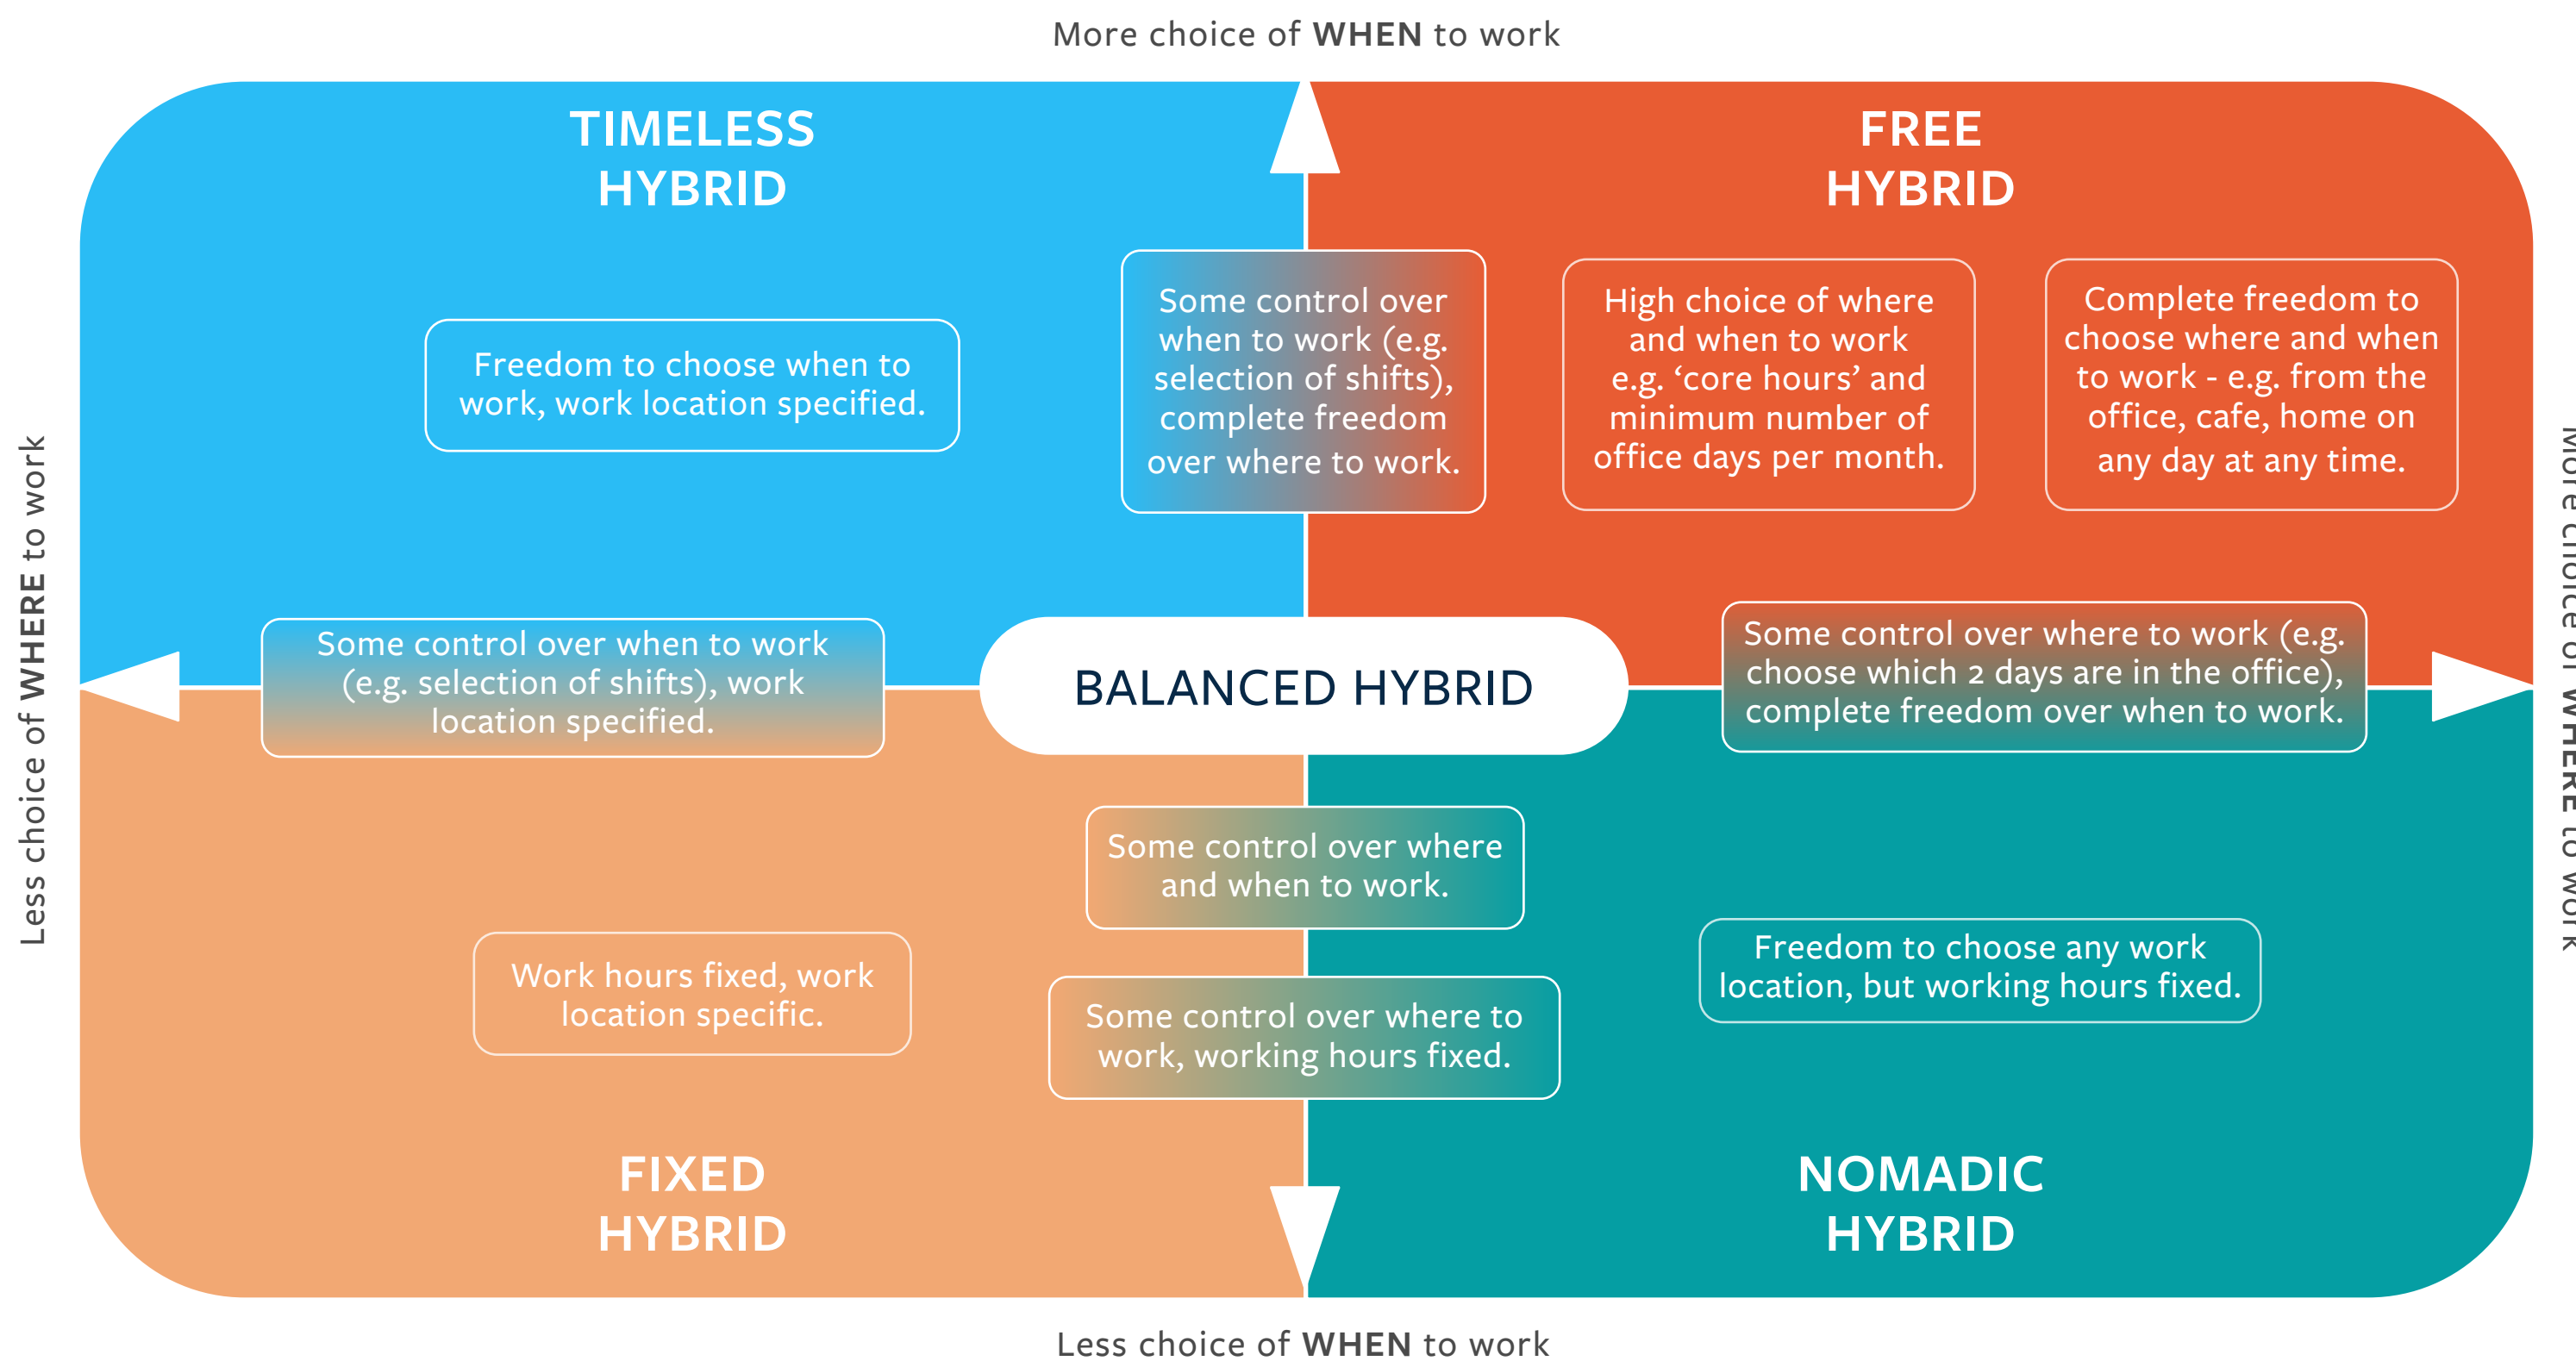 More choice of WHEN to work
TIMELESS
HYBRID
FREE
HYBRID
Freedom to choose when to
work, work location specified.
Some control over
when to work (e.g.
selection of shifts),
complete freedom
over where to work.
High choice of where
and when to work
e.g. ‘core hours’ and
minimum number of
office days per month.
Complete freedom to
choose where and when
to work - e.g. from the
office, cafe, home on
any day at any time.
Less choice of WHERE to work
Some control over when to work
(e.g. selection of shifts), work
location specified.
BALANCED HYBRID
Some control over where to work (e.g.
choose which 2 days are in the office),
complete freedom over when to work.
More choice of WHERE to work
Some control over where
and when to work.
Work hours fixed, work
location specific.
Some control over where to
work, working hours fixed.
Freedom to choose any work
location, but working hours fixed.
FIXED
HYBRID
NOMADIC
HYBRID
Less choice of WHEN to work